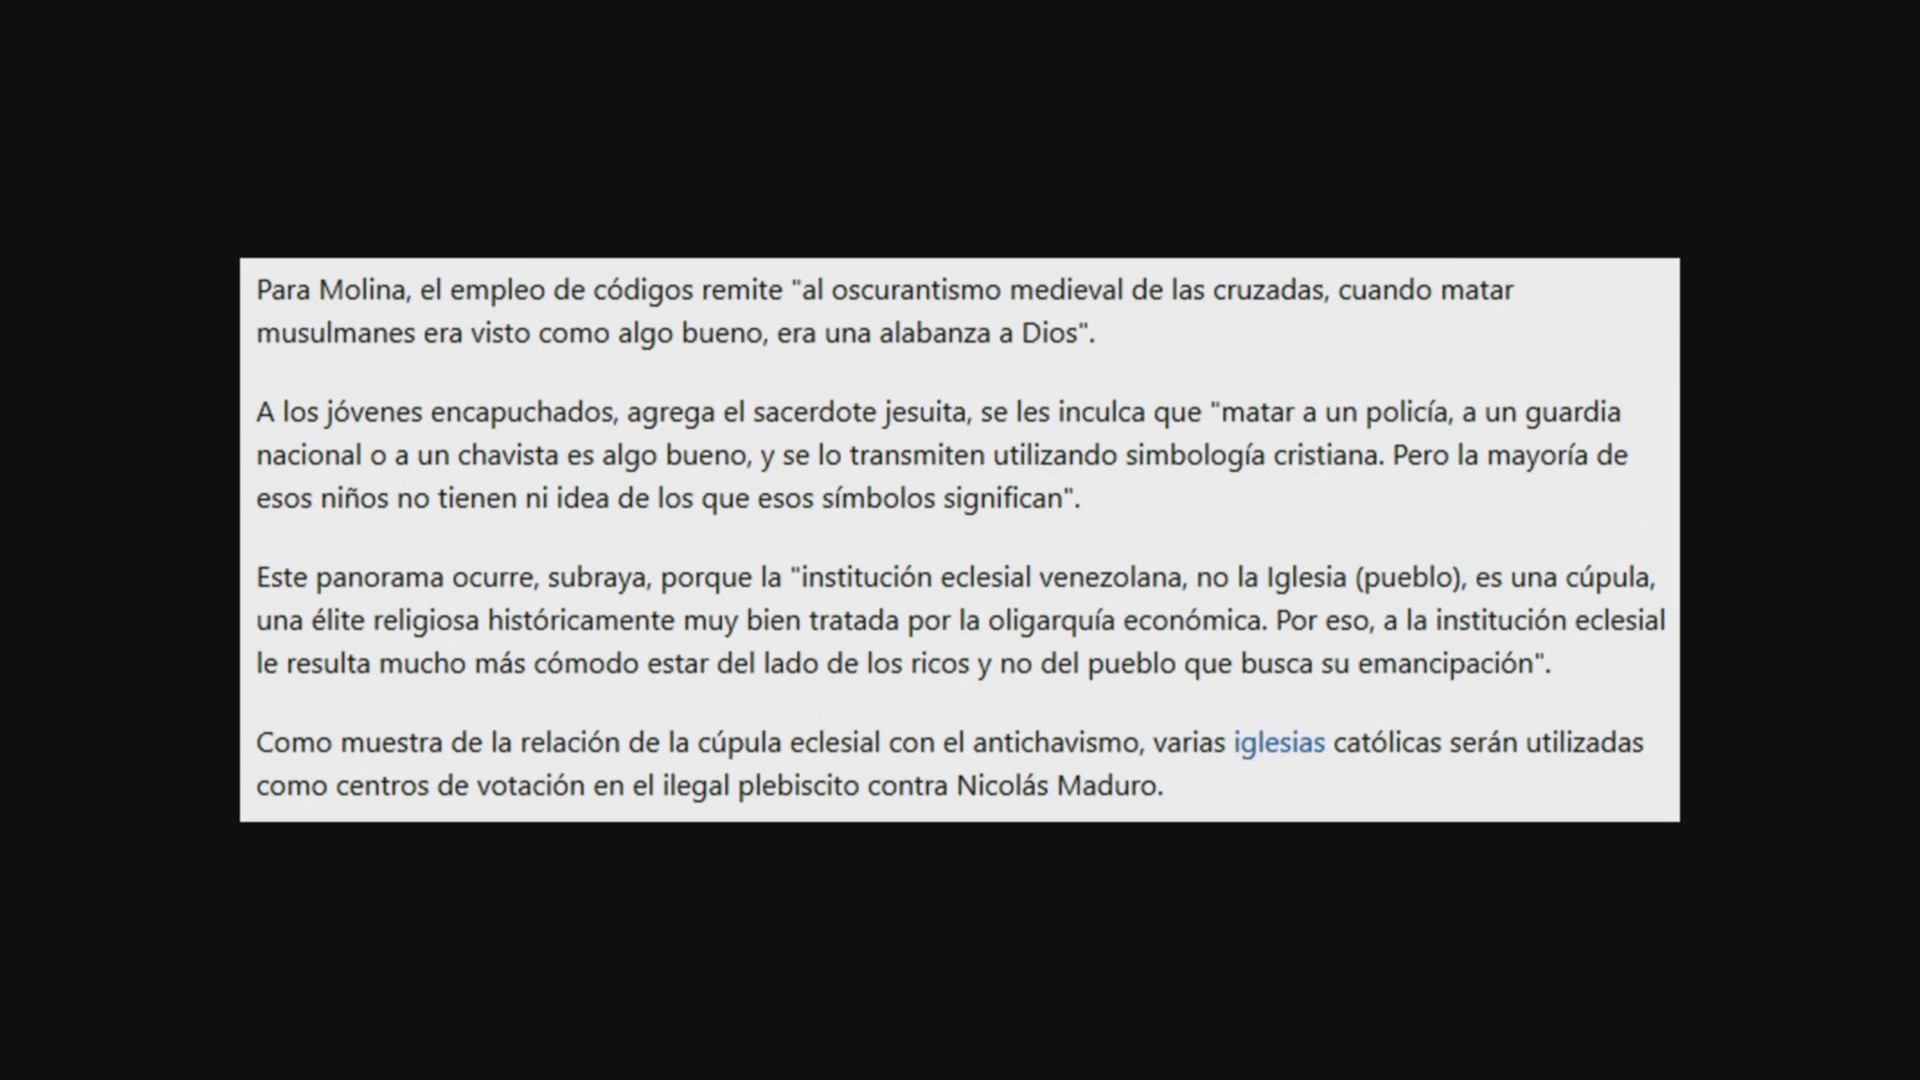 Para Molina, el empleo de códigos remite "al oscurantismo medieval de las cruzadas, cuando matar
musulmanes era visto como algo bueno, era una alabanza a Dios".
A los jóvenes encapuchados, agrega el sacerdote jesuita, se les inculca que "matar a un policía, a un guardia
nacional o a un chavista es algo bueno, y se lo transmiten utilizando simbología cristiana. Pero la mayoría de
esos niños no tienen ni idea de los que esos símbolos significan".
Este panorama ocurre, subraya, porque la "institución eclesial venezolana, no la Iglesia (pueblo), es una cúpula,
una élite religiosa históricamente muy bien tratada por la oligarquía económica. Por eso, a la institución eclesial
le resulta mucho más cómodo estar del lado de los ricos y no del pueblo que busca su emancipación".
Como muestra de la relación de la cúpula eclesial con el antichavismo, varias iglesias católicas serán utilizadas
como centros de votación en el ilegal plebiscito contra Nicolás Maduro.